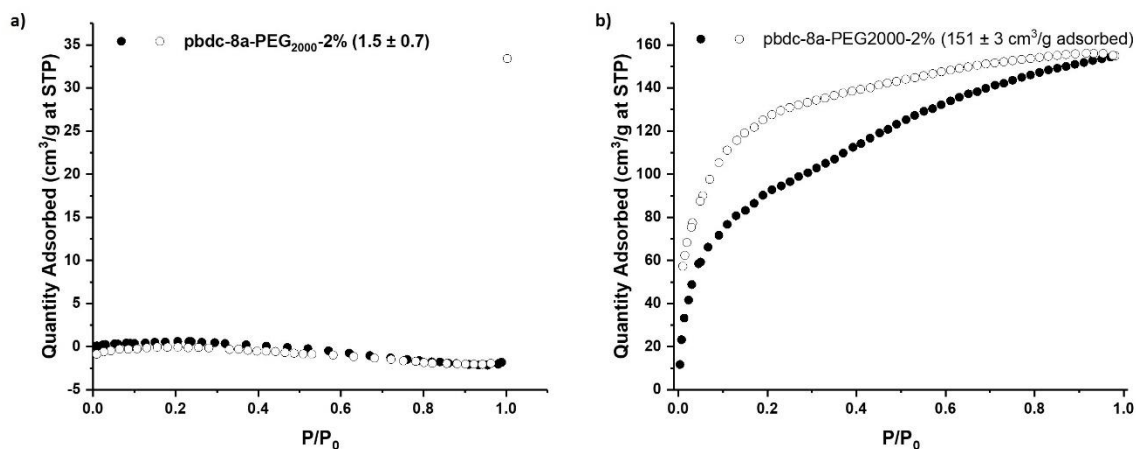 a)
pbdc-8a-PEG₂₀₀₀-2% (1.5 ± 0.7)
Quantity Adsorbed (cm³/g at STP)
35
30
25
20
15
10
5
0
-5
0.0 0.2 0.4 0.6 0.8 1.0
P/P₀
b)
pbdc-8a-PEG2000-2% (151 ± 3 cm³/g adsorbed)
Quantity Adsorbed (cm³/g at STP)
160
140
120
100
80
60
40
20
0
0.0 0.2 0.4 0.6 0.8 1.0
P/P₀